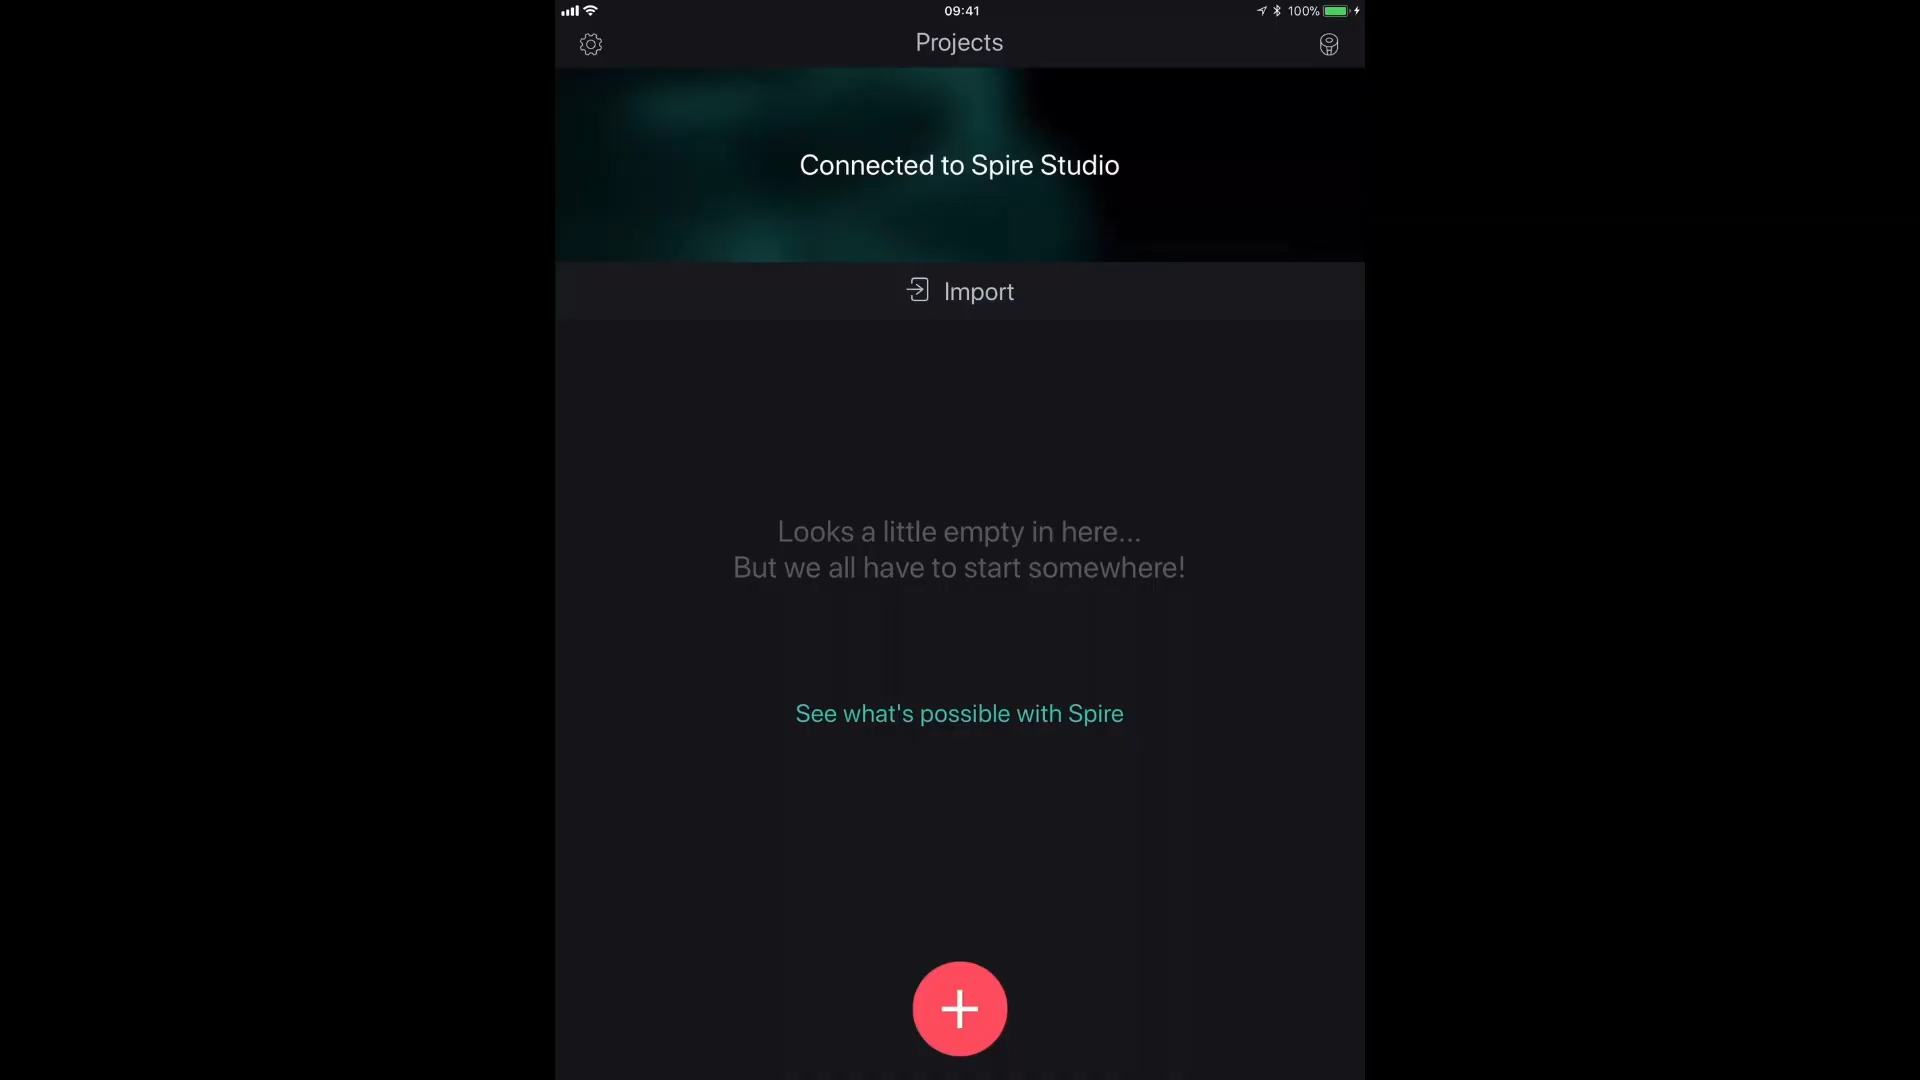 09:41
100%
Projects
Connected to Spire Studio
Import
Looks a little empty in here...
But we all have to start somewhere!
See what's possible with Spire